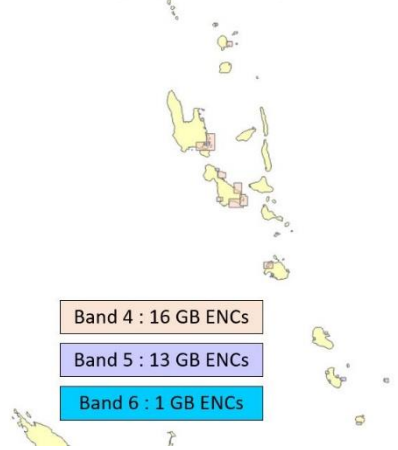 Band 4 : 16 GB ENCs
Band 5 : 13 GB ENCs
Band 6 : 1 GB ENCs